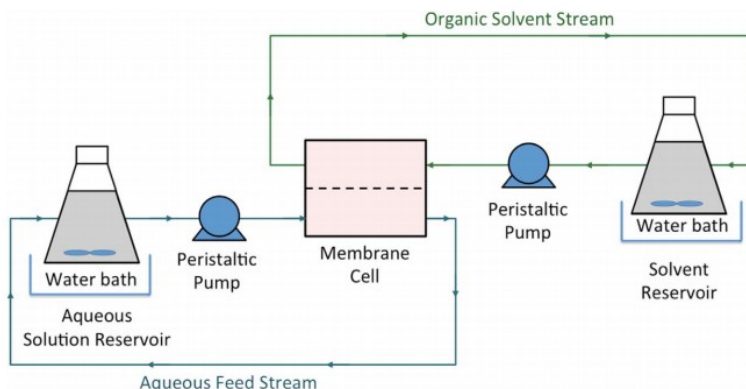 Organic Solvent Stream
Peristaltic
Pump
Membrane
Cell
Peristaltic
Pump
Water bath
Solvent
Reservoir
Water bath
Aqueous
Solution Reservoir
Aqueous Feed Stream